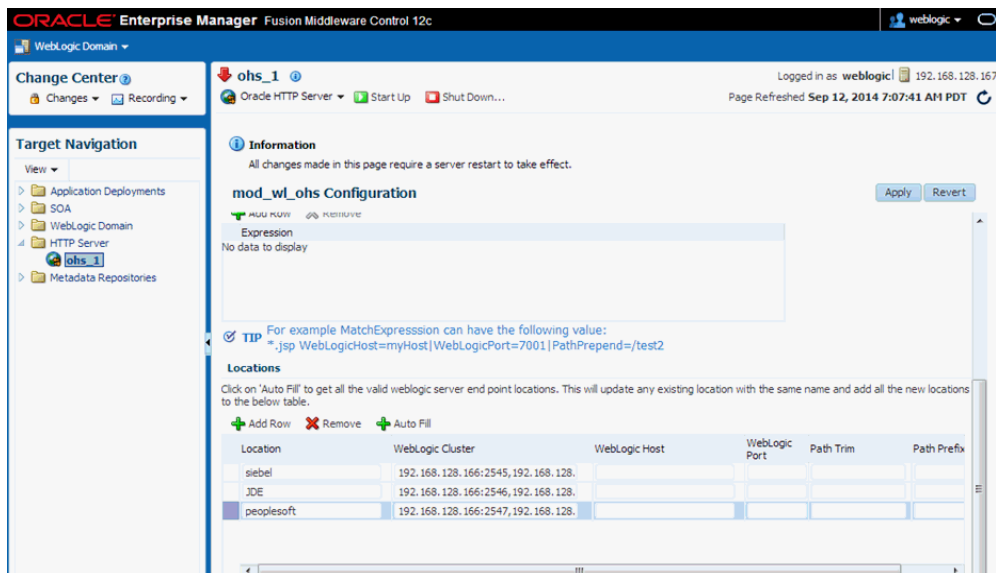 ORACLE Enterprise Manager Fusion Middleware Control 12c
weblogic
WebLogic Domain
Change Center
Changes
Recording
Target Navigation
View
Application Deployments
SOA
WebLogic Domain
HTTP Server
ohs_1
Metadata Repositories
ohs_1
Logged in as weblogic 192.168.128.167
Oracle HTTP Server
Start Up
Shut Down...
Page Refreshed Sep 12, 2014 7:07:41 AM PDT
Information
All changes made in this page require a server restart to take effect.
mod_wl_ohs Configuration
Apply
Revert
Add Row
Remove
Expression
No data to display
TIP For example MatchExpresssion can have the following value:
*.jsp WebLogicHost=myHost|WebLogicPort=7001|PathPrepend=/test2
Locations
Click on 'Auto Fill' to get all the valid weblogic server end point locations. This will update any existing location with the same name and add all the new locations
to the below table.
Add Row
Remove
Auto Fill
Location
WebLogic Cluster
WebLogic Host
WebLogic
Port
Path Trim
Path Prefix
siebel
192.168.128.166:2545,192.168.128.
JDE
192.168.128.166:2546,192.168.128.
peoplesoft
192.168.128.166:2547,192.168.128.